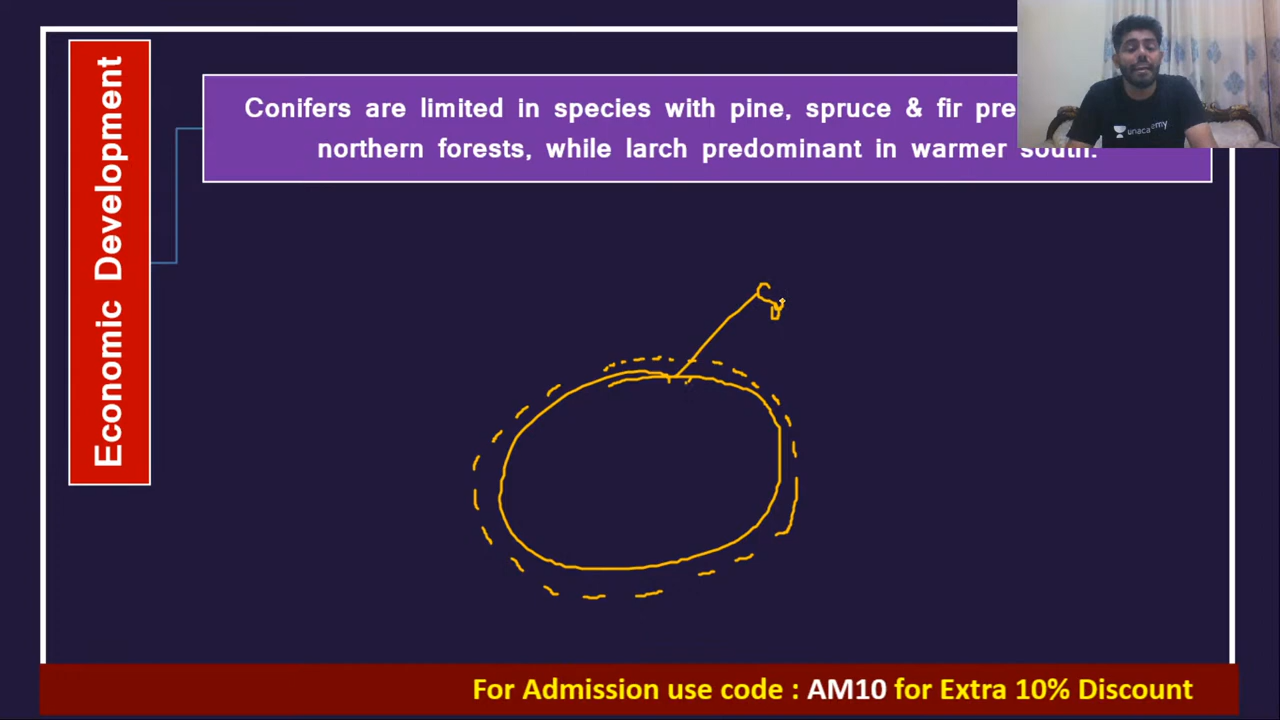 Economic Development
Conifers are limited in species with pine, spruce & fir
northern forests, while larch predominant in warmer south.
unacademy
For Admission use code : AM10 for Extra 10% Discount